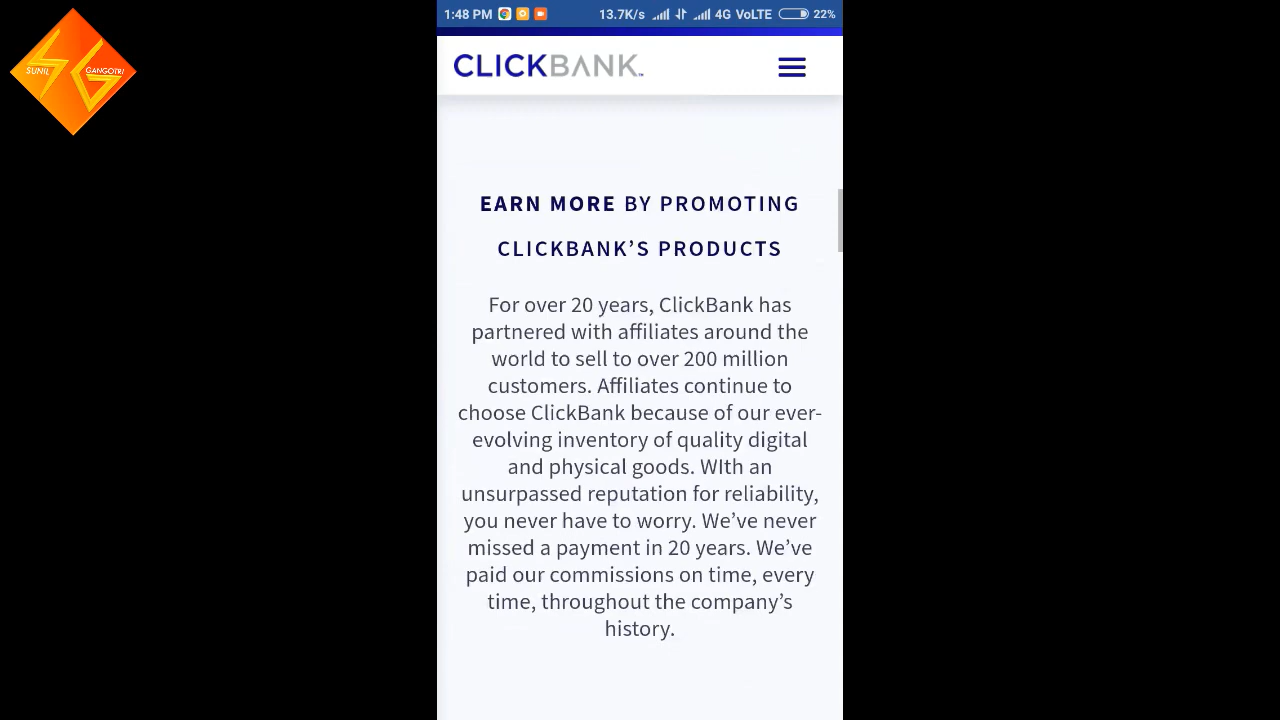 SUNIL
GANGOTRI
1:48 PM
13.7K/s
4G VoLTE
22%
CLICKBANK™
EARN MORE BY PROMOTING
CLICKBANK’S PRODUCTS
For over 20 years, ClickBank has
partnered with affiliates around the
world to sell to over 200 million
customers. Affiliates continue to
choose ClickBank because of our ever-
evolving inventory of quality digital
and physical goods. WIth an
unsurpassed reputation for reliability,
you never have to worry. We’ve never
missed a payment in 20 years. We’ve
paid our commissions on time, every
time, throughout the company’s
history.